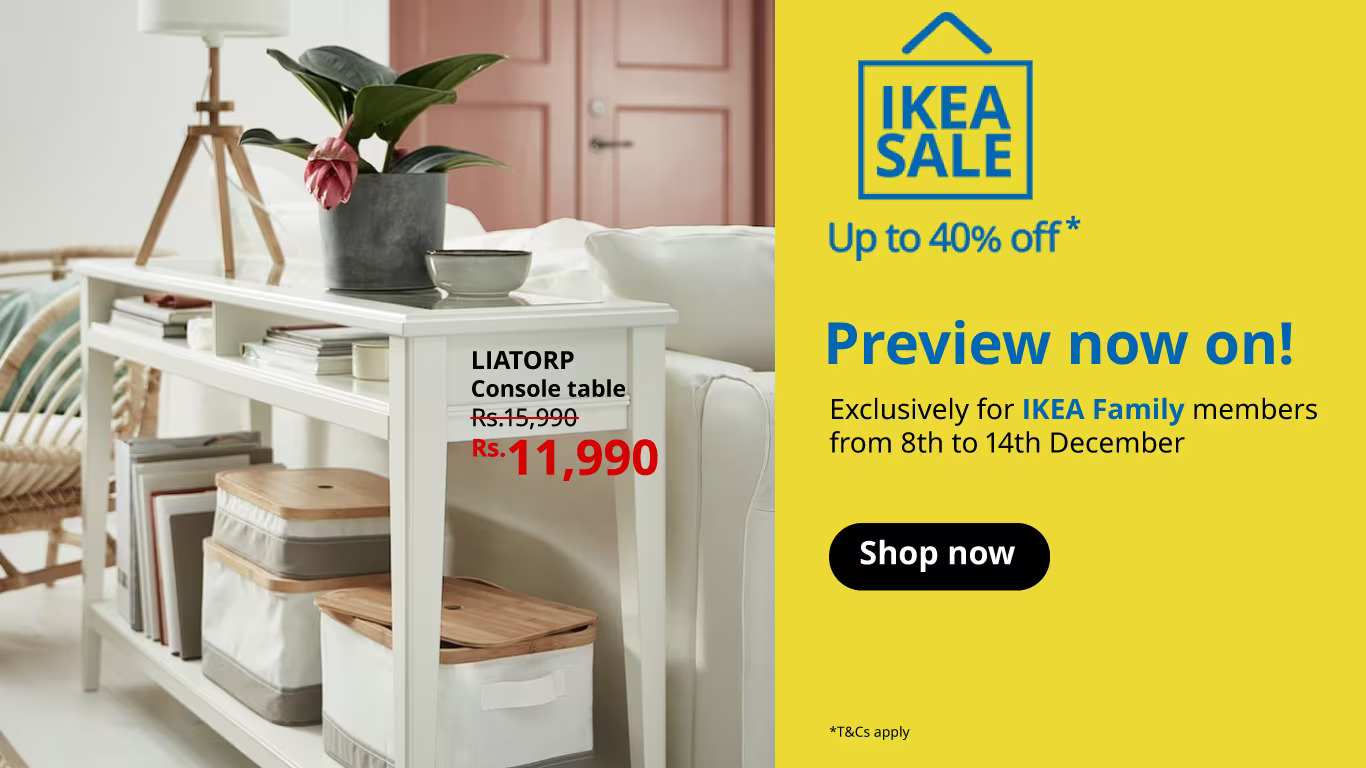 LIATORP
Console table
Rs.15,990
Rs.11,990
IKEA
SALE
Up to 40% off*
Preview now on!
Exclusively for IKEA Family members
from 8th to 14th December
Shop now
*T&Cs apply